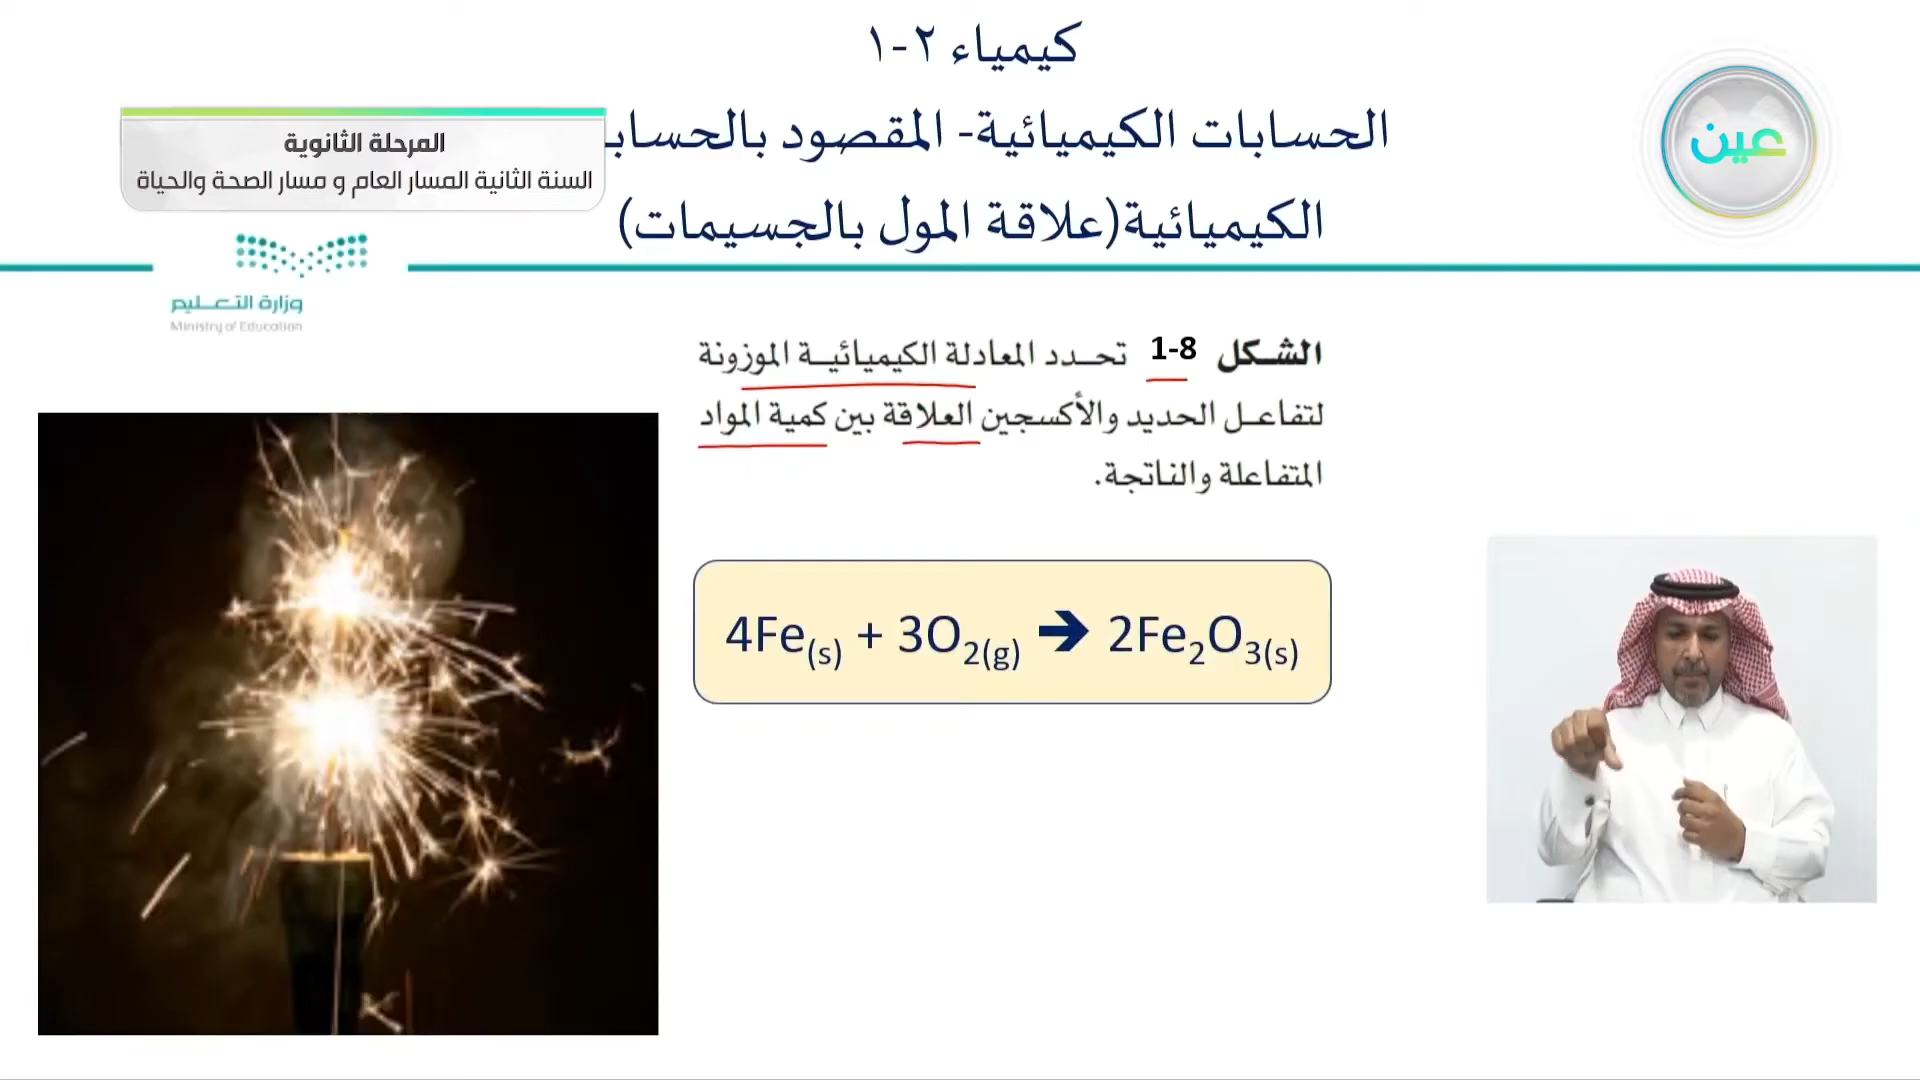 كيمياء ٢-١
الحسابات الكيميائية- المقصود بالحساب
الكيميائية(علاقة المول بالجسيمات)
المرحلة الثانوية
السنة الثانية المسار العام و مسار الصحة والحياة
عين
وزارة التعليم
Ministry of Education
الشكل 8-1 تحدد المعادلة الكيميائية الموزونة
لتفاعل الحديد والأكسجين العلاقة بين كمية المواد
المتفاعلة والناتجة.
4Fe(s) + 3O2(g) ➔ 2Fe2O3(s)